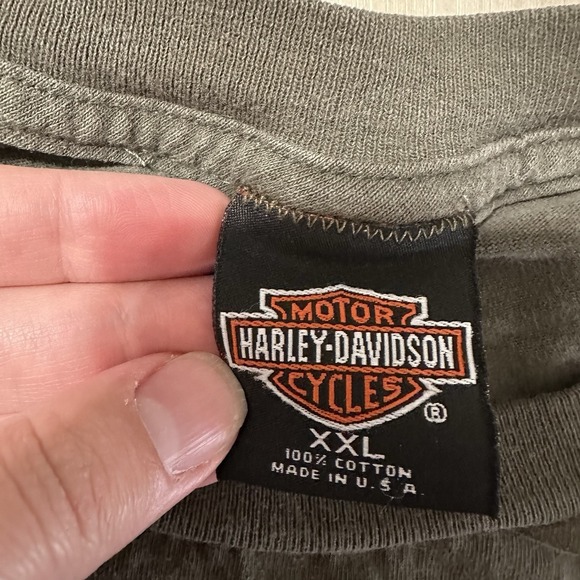 MOTOR
HARLEY-DAVIDSON
CYCLES
®
XXL
100% COTTON
MADE IN U.S.A.